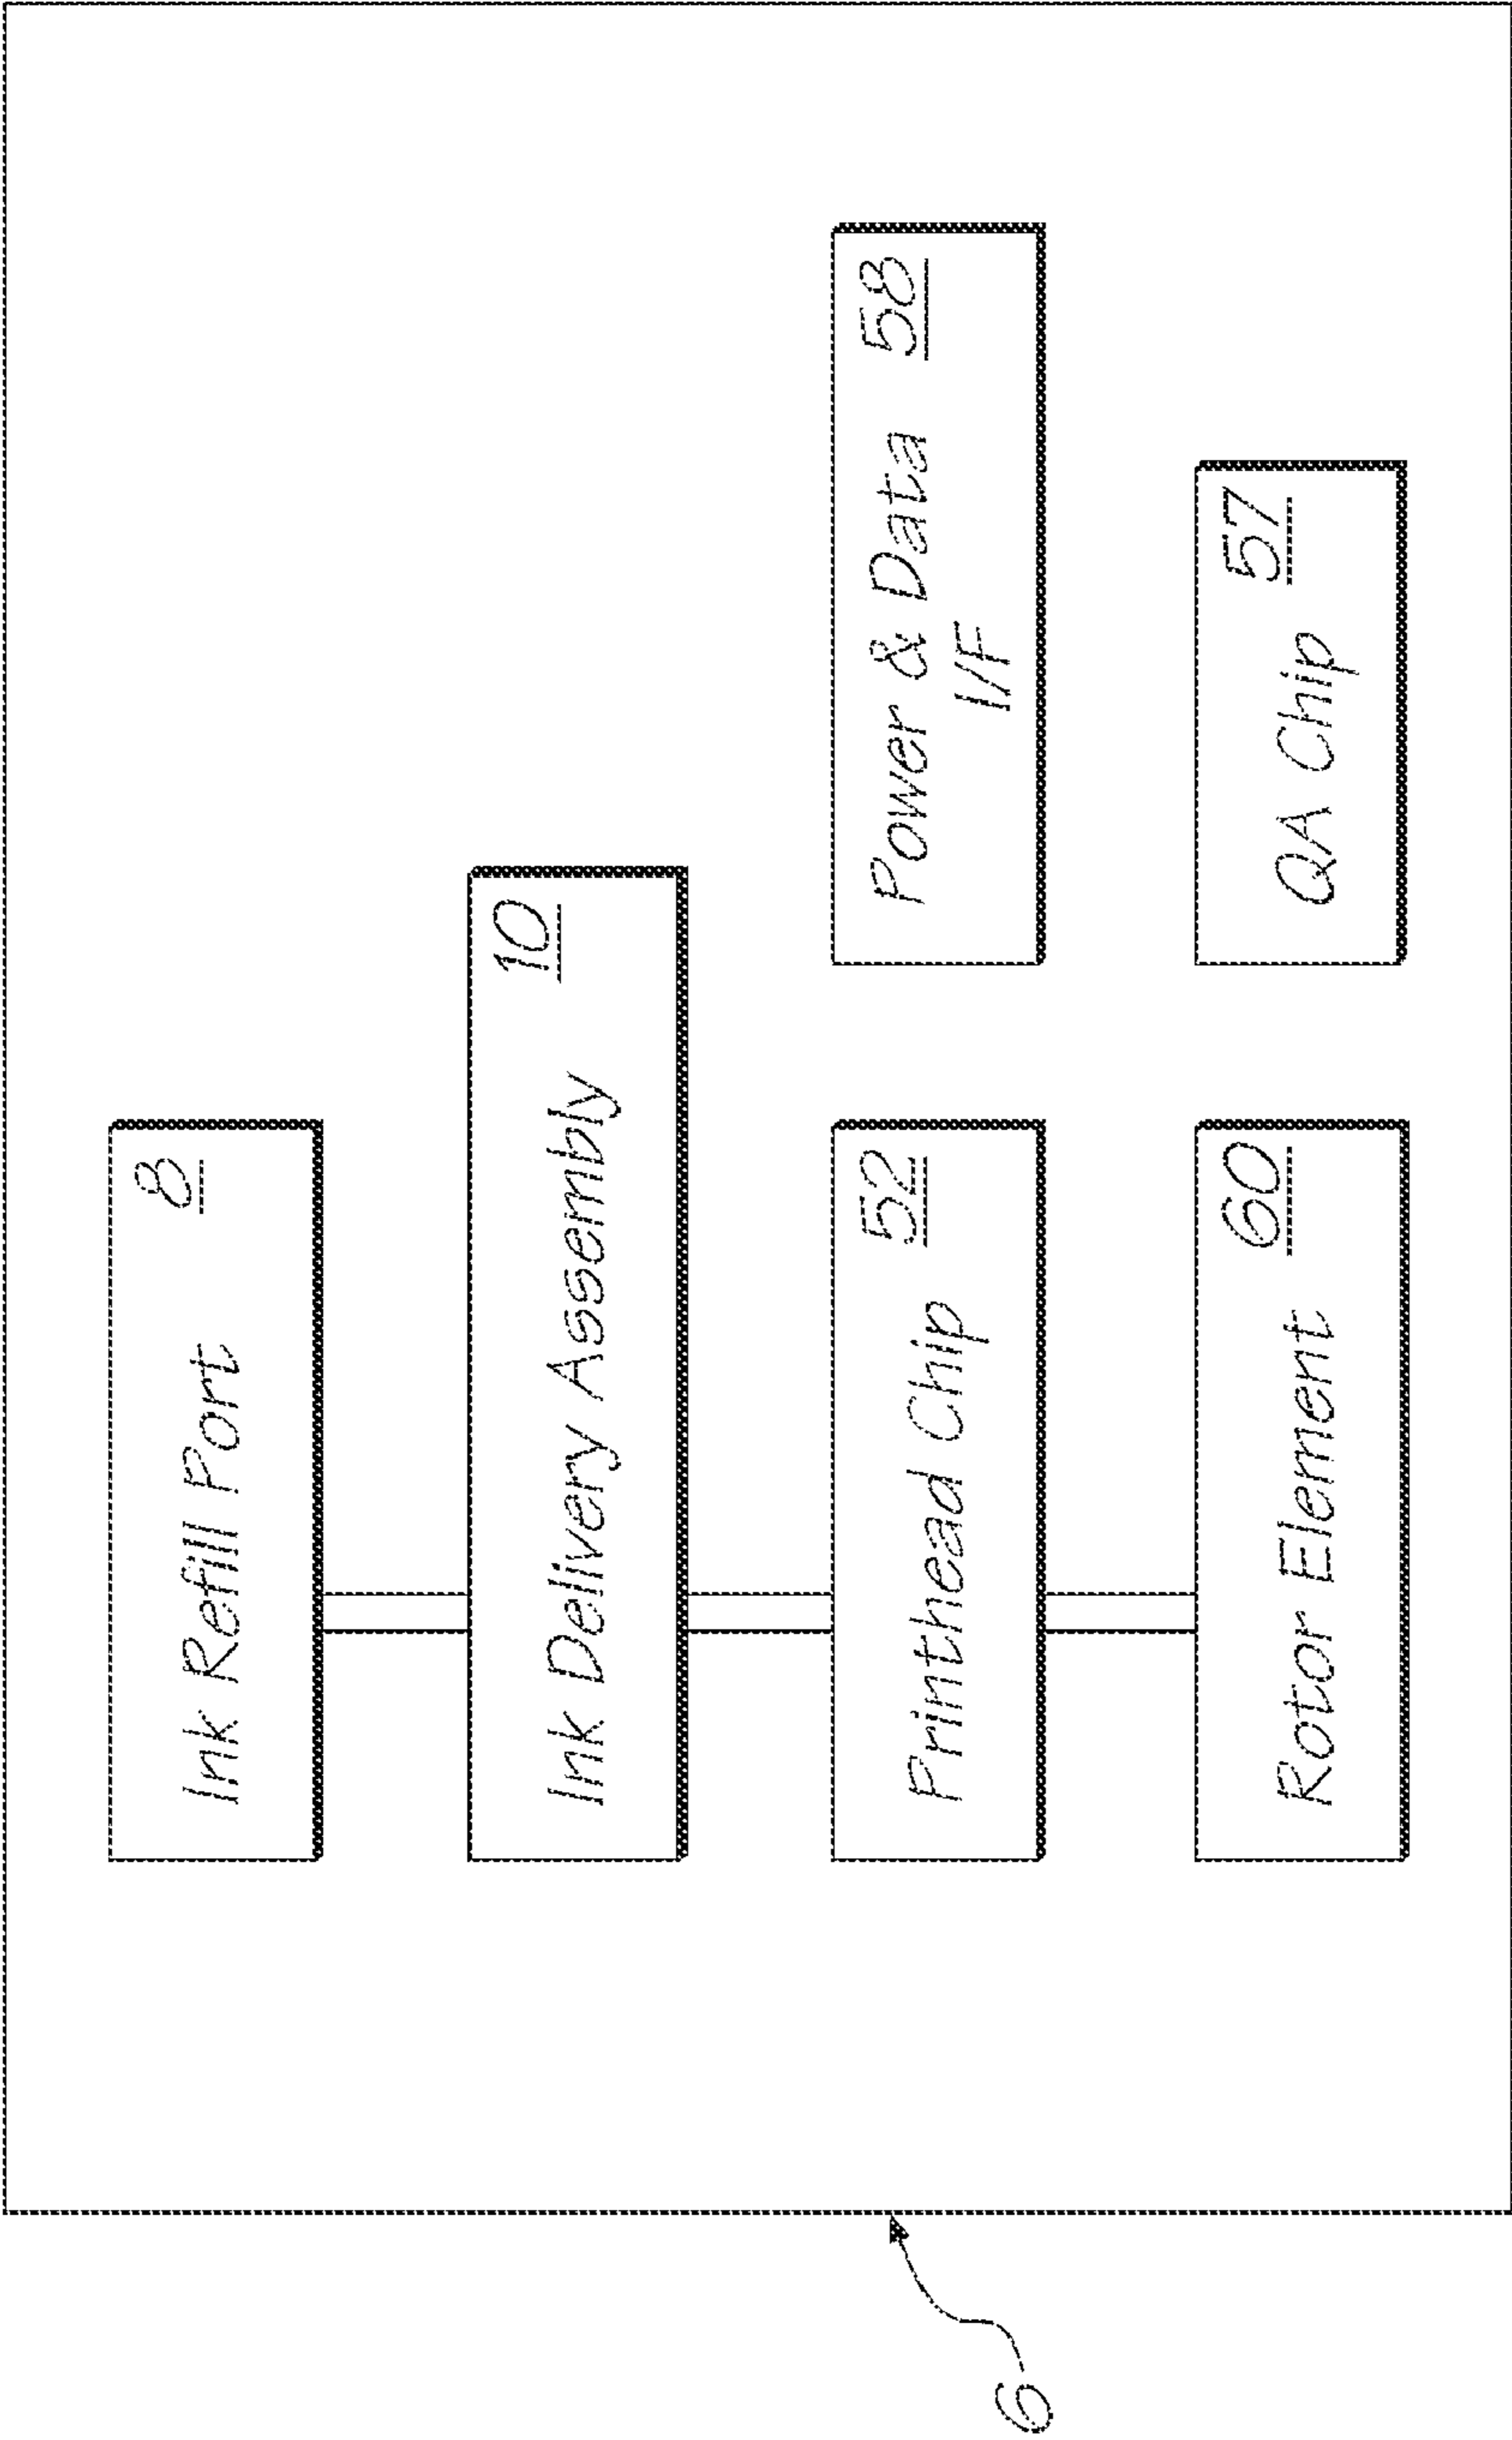 Ink Refill Port 8
Ink Delivery Assembly 10
Printhead Chip 52
Power & Data 58
I/F
Rotor Element 60
QA Chip 57
6